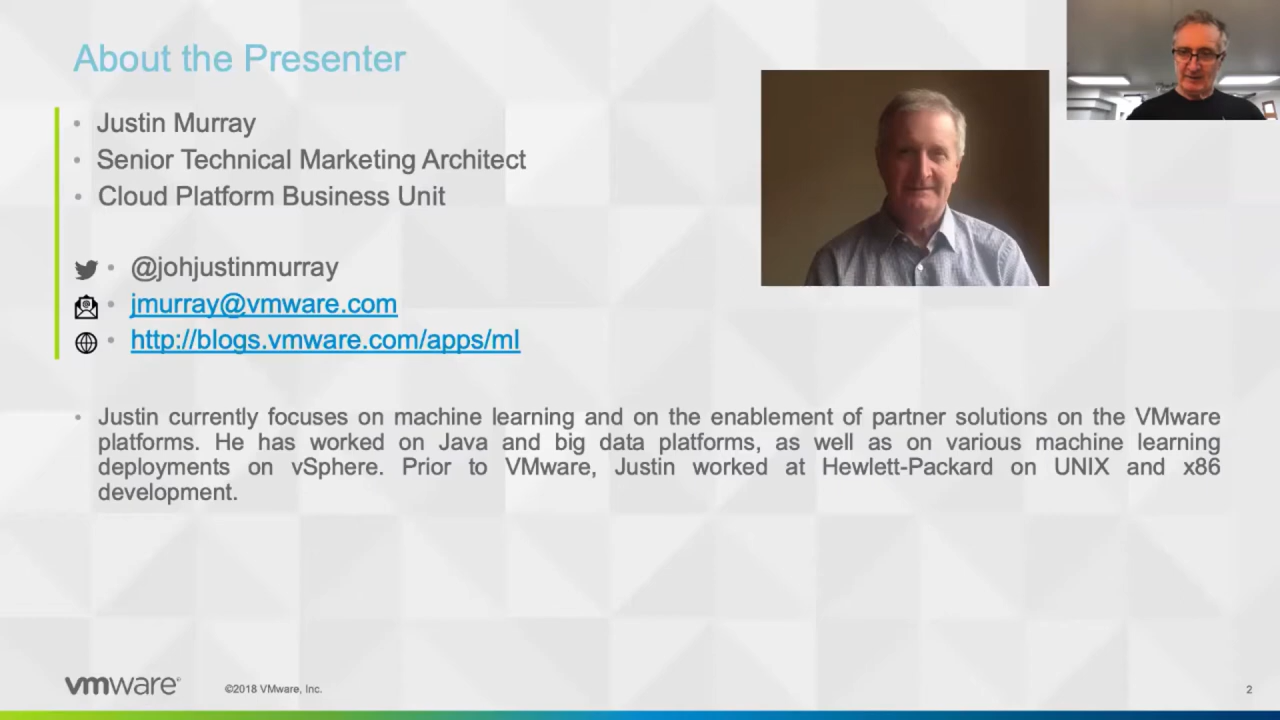 About the Presenter
• Justin Murray
• Senior Technical Marketing Architect
• Cloud Platform Business Unit
• @johjustinmurray
• jmurray@vmware.com
• http://blogs.vmware.com/apps/ml
• Justin currently focuses on machine learning and on the enablement of partner solutions on the VMware
platforms. He has worked on Java and big data platforms, as well as on various machine learning
deployments on vSphere. Prior to VMware, Justin worked at Hewlett-Packard on UNIX and x86
development.
vmware®
©2018 VMware, Inc.
2